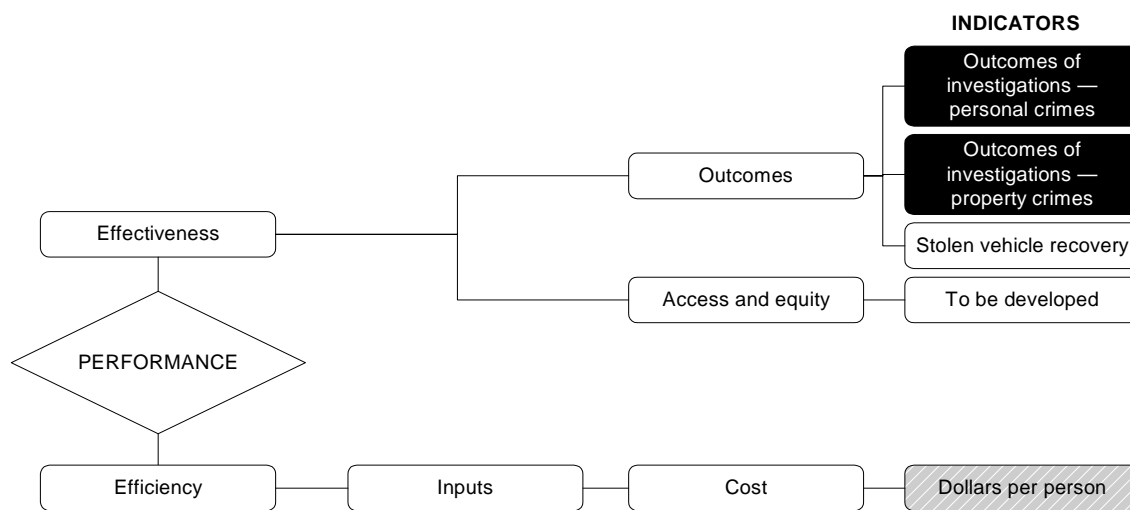 INDICATORS
Outcomes of
investigations —
personal crimes
Outcomes
Outcomes of
investigations —
property crimes
Effectiveness
Stolen vehicle recovery
Access and equity
To be developed
PERFORMANCE
Efficiency
Inputs
Cost
Dollars per person